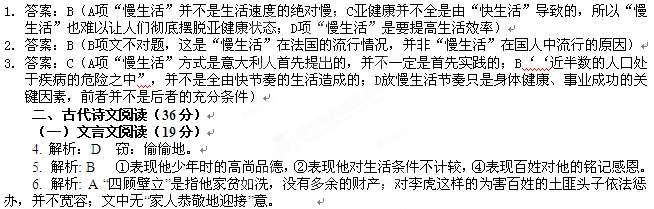 1. 答案：B（A项“慢生活”并不是生活速度的绝对慢；C亚健康并不全是由“快生活”导致的，所以“慢
生活”也难以让人们彻底摆脱亚健康状态；D项“慢生活”是要提高生活效率）
2. 答案：B（B项文不对题，这是“慢生活”在法国的流行情况，并非“慢生活”在国人中流行的原因）
3. 答案：C（A项“慢生活”方式是意大利人首先提出的，并不一定是首先实践的；B‘‘近半数的人口处
于疾病的危险之中”，并不是全由快节奏的生活造成的；D放慢生活节奏只是身体健康、事业成功的关
键因素，前者并不是后者的充分条件）
二、古代诗文阅读（36分）
（一）文言文阅读（19分）
4. 解析：D 窃：偷偷地。
5. 解析: B ①表现他少年时的高尚品德，②表现他对生活条件不计较，④表现百姓对他的铭记感恩。
6. 解析: A “四顾壁立”是指他家贫如洗，没有多余的财产；对李虎这样的为害百姓的土匪头子依法惩
办，并不宽容；文中无“家人恭敬地迎接”意。